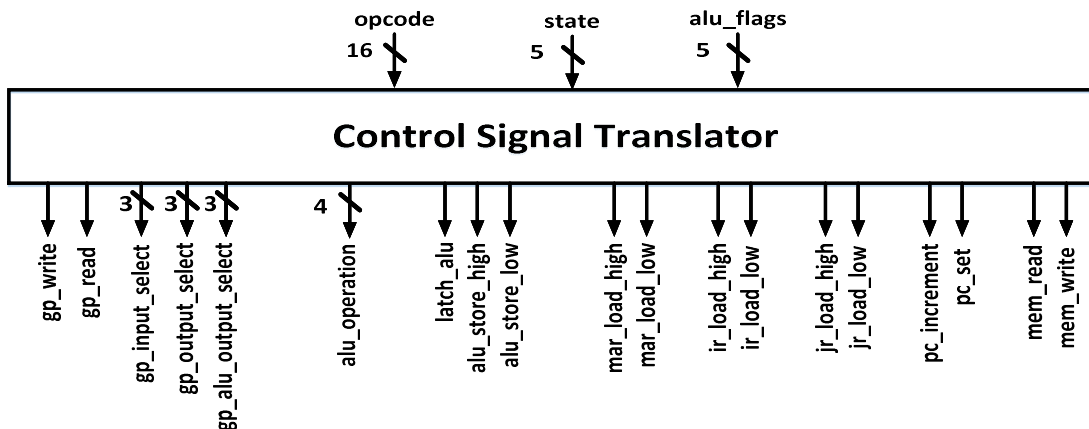 opcode
state
alu_flags
16
5
5
Control Signal Translator
3
3
3
4
gp_write
gp_read
gp_input_select
gp_output_select
gp_alu_output_select
alu_operation
latch_alu
alu_store_high
alu_store_low
mar_load_high
mar_load_low
ir_load_high
ir_load_low
jr_load_high
jr_load_low
pc_increment
pc_set
mem_read
mem_write